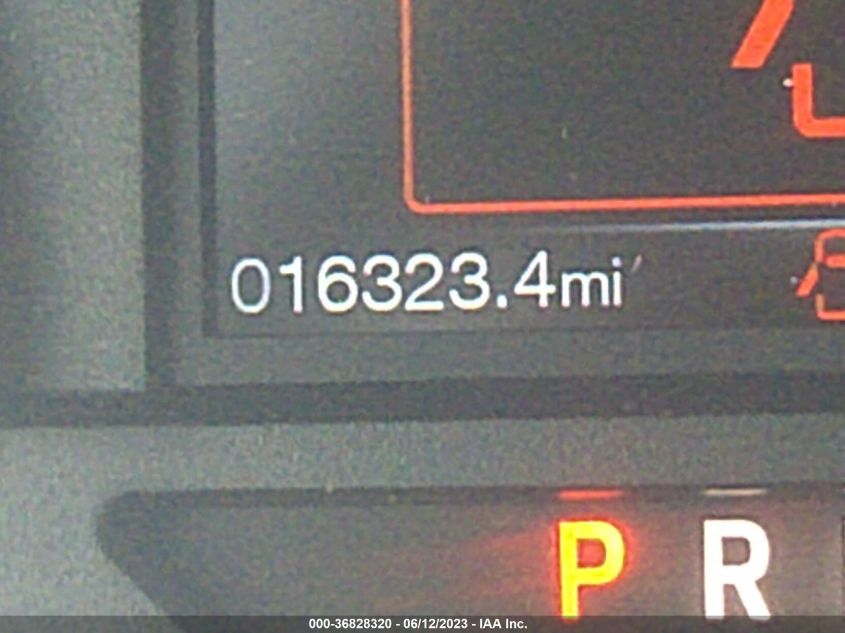 016323.4mi
P R
000-36828320 - 06/12/2023 - IAA Inc.